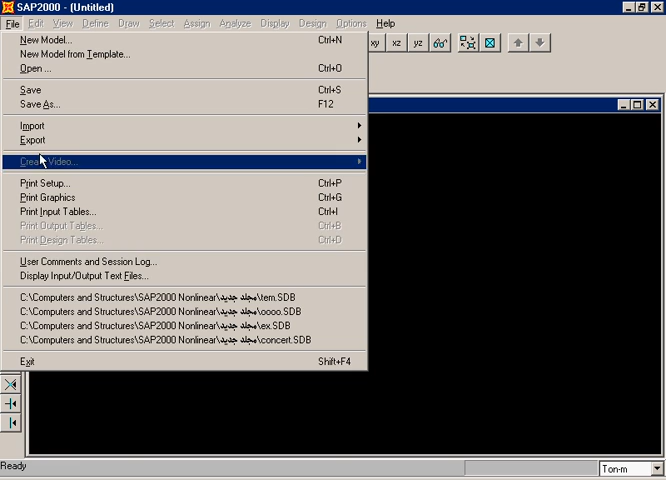 SAP2000 - (Untitled)
File Edit View Define Draw Select Assign Analyze Display Design Options Help
xy xz yz
New Model... Ctrl+N
New Model from Template...
Open ... Ctrl+O
Save Ctrl+S
Save As... F12
Import
Export
Create Video...
Print Setup... Ctrl+P
Print Graphics Ctrl+G
Print Input Tables... Ctrl+I
Print Output Tables... Ctrl+B
Print Design Tables... Ctrl+D
User Comments and Session Log...
Display Input/Output Text Files...
C:\Computers and Structures\SAP2000 Nonlinear\مجلد جديد\tem.SDB
C:\Computers and Structures\SAP2000 Nonlinear\مجلد جديد\oooo.SDB
C:\Computers and Structures\SAP2000 Nonlinear\مجلد جديد\ex.SDB
C:\Computers and Structures\SAP2000 Nonlinear\مجلد جديد\concert.SDB
Exit Shift+F4
Ready Ton-m